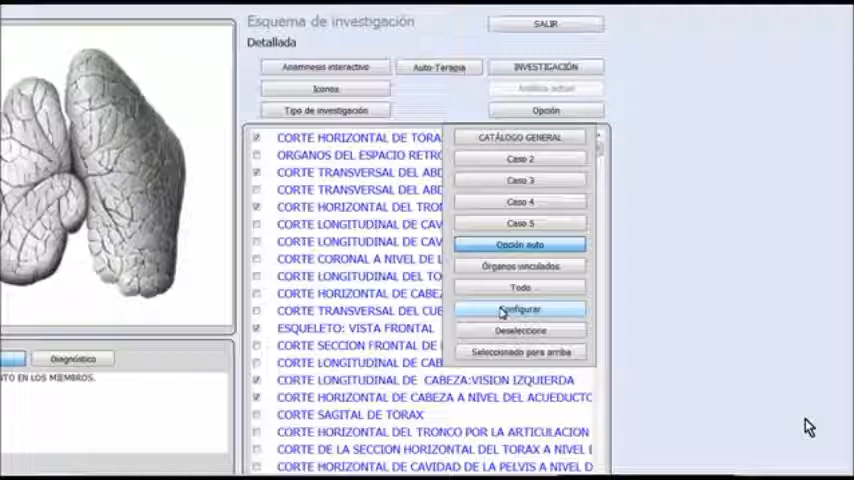 Esquema de investigación
SALIR
Detallada
Anamnesis interactivo
Auto-Terapia
INVESTIGACIÓN
Iconos
Análisis actual
Tipo de investigación
Opción
CORTE HORIZONTAL DE TORA
ORGANOS DEL ESPACIO RETRO
CORTE TRANSVERSAL DEL ABD
CORTE TRANSVERSAL DEL ABD
CORTE HORIZONTAL DEL TRON
CORTE LONGITUDINAL DE CAV
CORTE LONGITUDINAL DE CAV
CORTE CORONAL A NIVEL DE L
CORTE LONGITUDINAL DEL TO
CORTE HORIZONTAL DE CABEZ
CORTE TRANSVERSAL DEL CUE
ESQUELETO: VISTA FRONTAL
CORTE SECCION FRONTAL DE
CORTE LONGITUDINAL DE CAB
CORTE LONGITUDINAL DE CABEZA:VISION IZQUIERDA
CORTE HORIZONTAL DE CABEZA A NIVEL DEL ACUEDUCTO
CORTE SAGITAL DE TORAX
CORTE HORIZONTAL DEL TRONCO POR LA ARTICULACION
CORTE DE LA SECCION HORIZONTAL DEL TORAX A NIVEL
CORTE HORIZONTAL DE CAVIDAD DE LA PELVIS A NIVEL D
CATÁLOGO GENERAL
Caso 2
Caso 3
Caso 4
Caso 5
Opción auto
Órganos vinculados
Todo
Configurar
Deseleccione
Seleccionado para arriba
Diagnóstico
NTO EN LOS MIEMBROS.